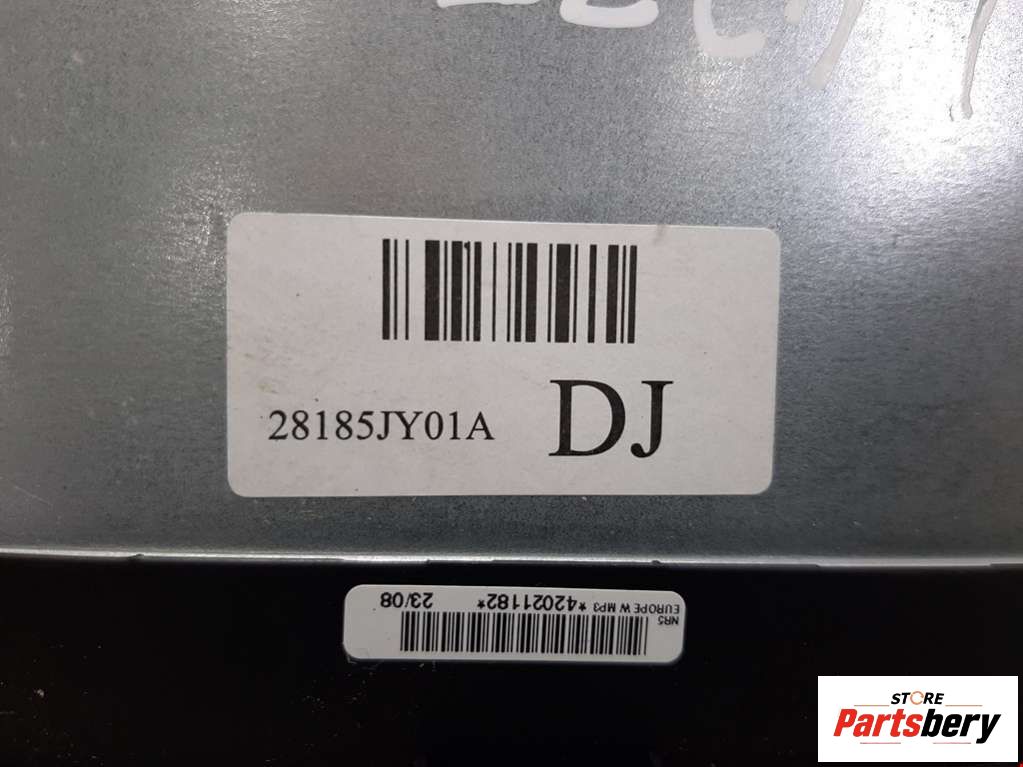 28185JY01A DJ
NR5
EUROPE W MP3 *42021182* 23/08
STORE
Partsbery